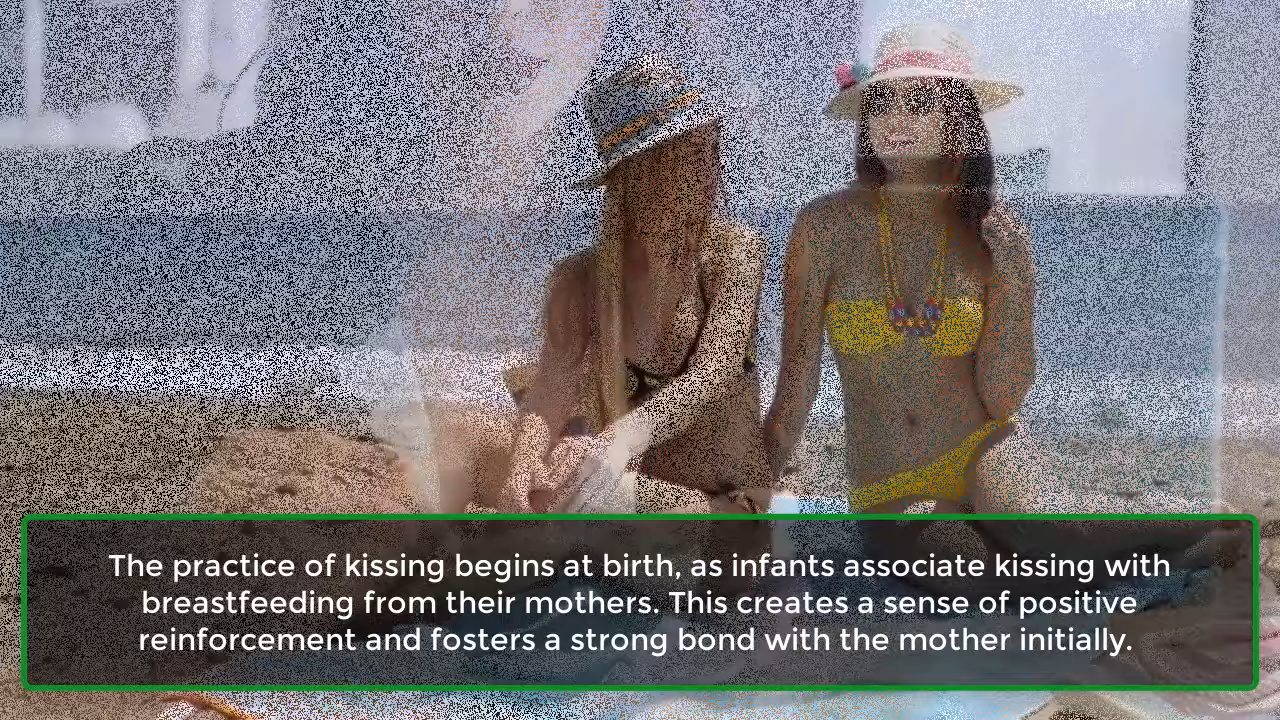 The practice of kissing begins at birth, as infants associate kissing with
breastfeeding from their mothers. This creates a sense of positive
reinforcement and fosters a strong bond with the mother initially.